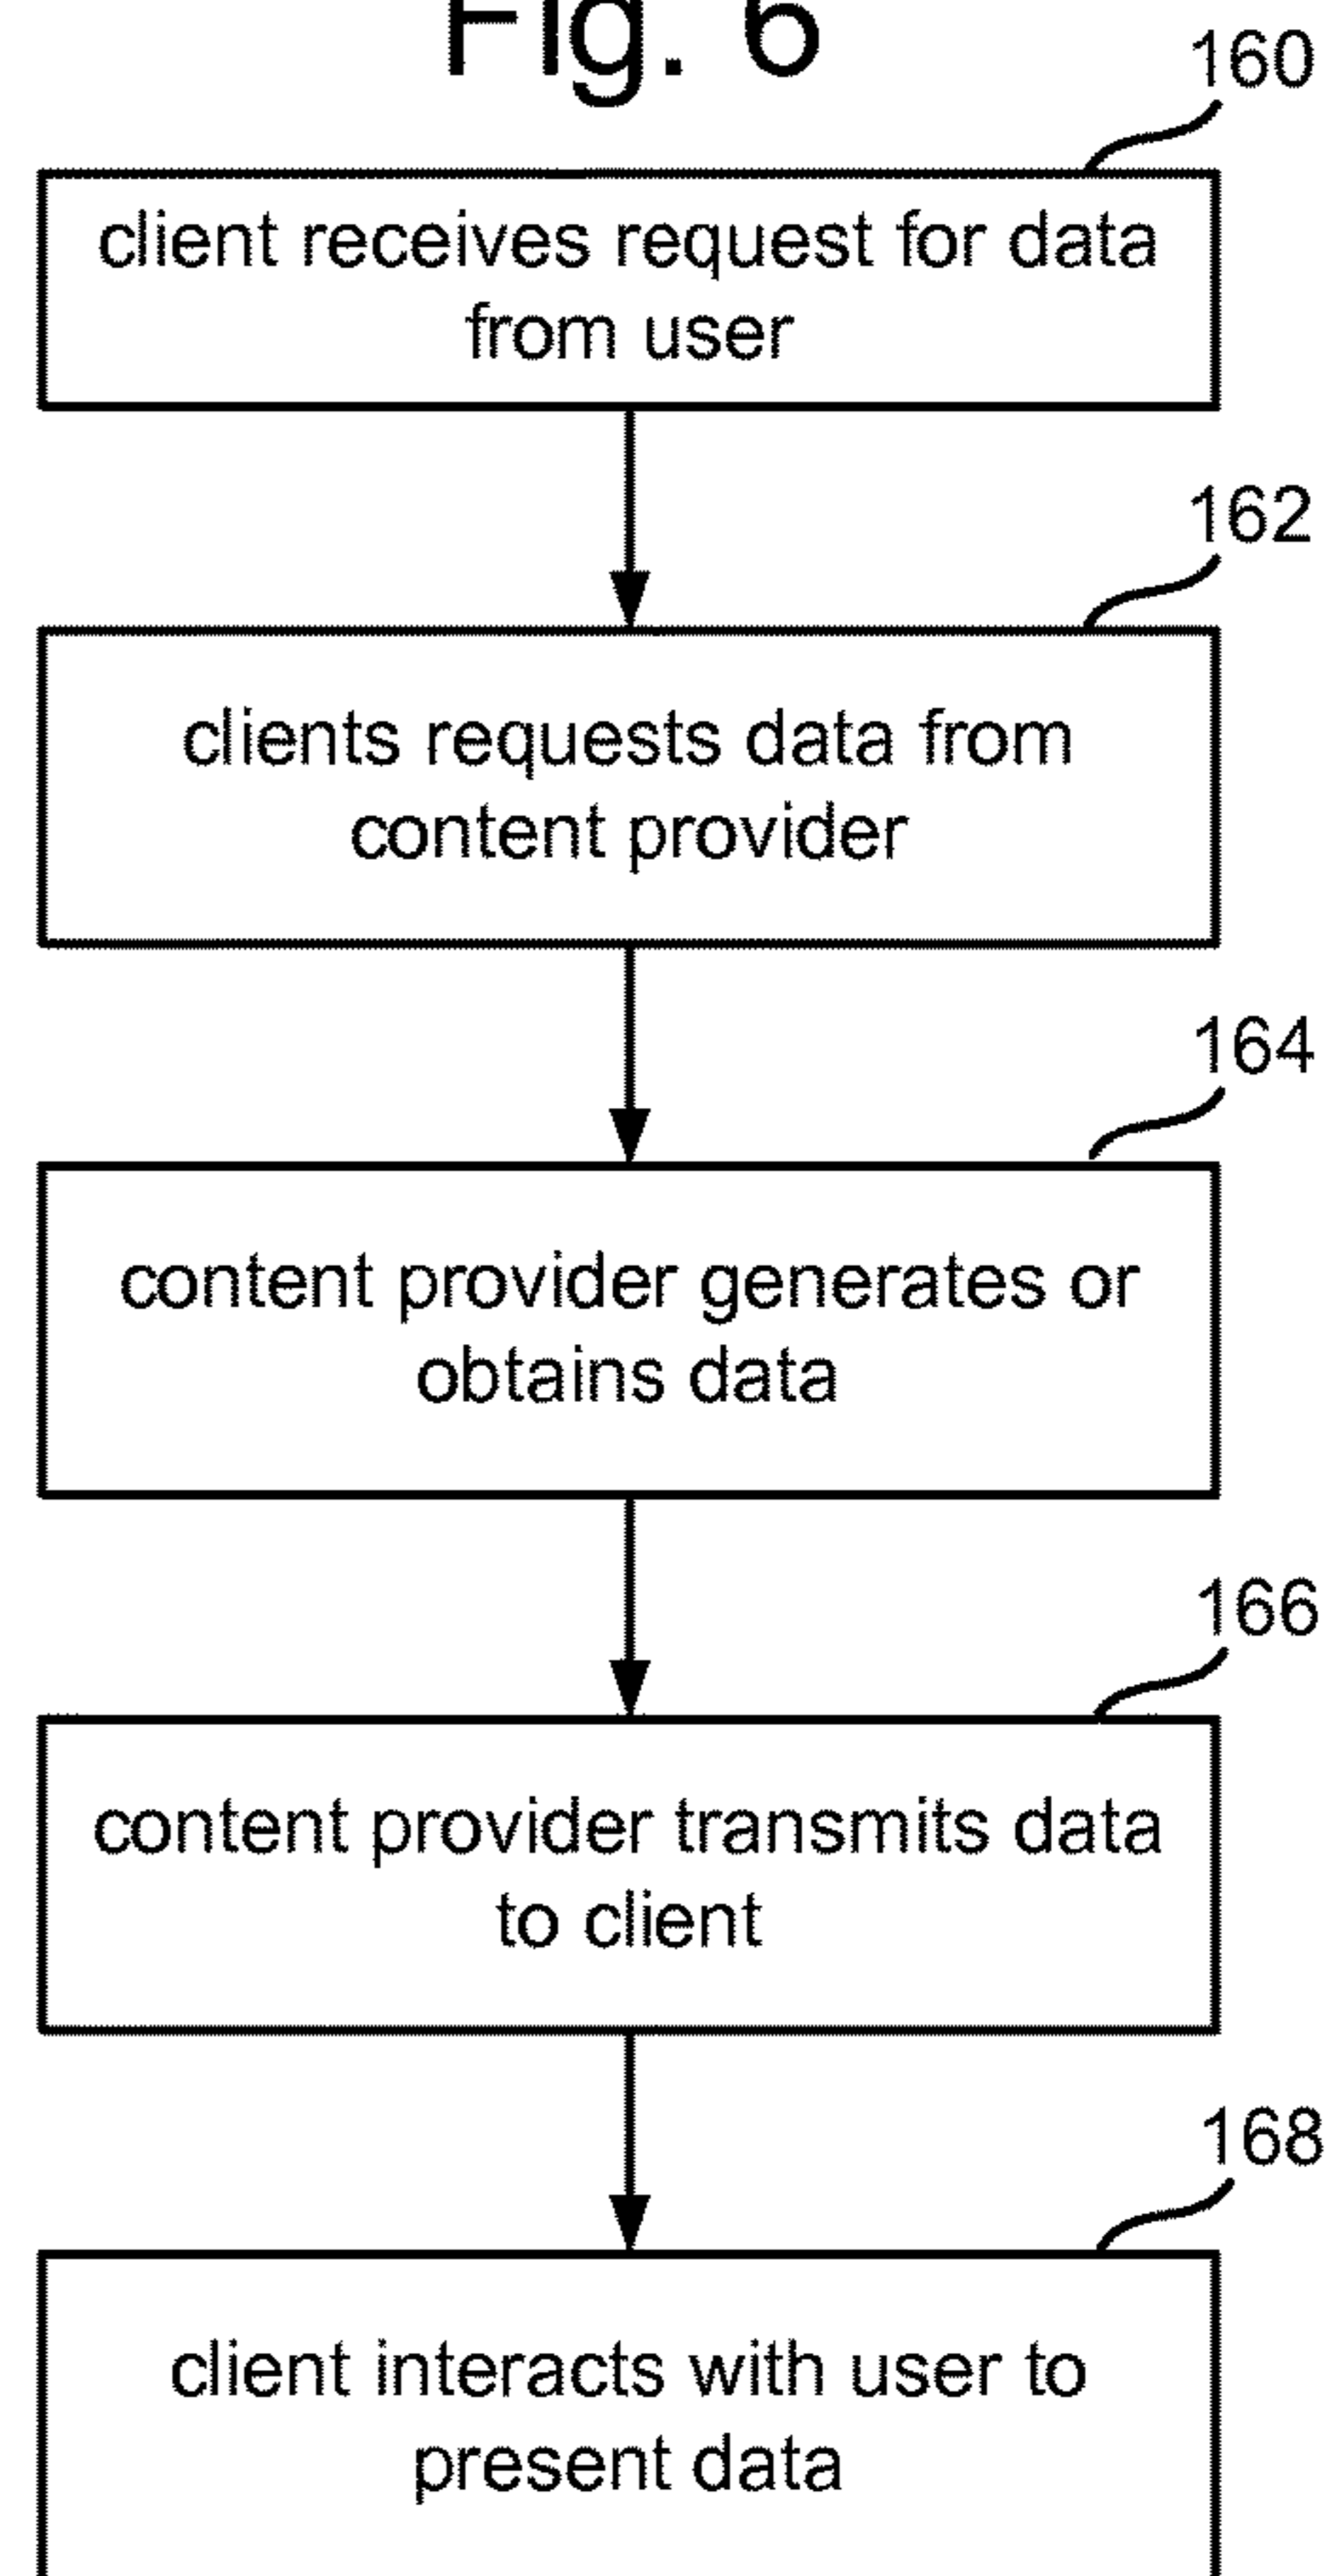 Fig. 6
160
client receives request for data
from user
162
clients requests data from
content provider
164
content provider generates or
obtains data
166
content provider transmits data
to client
168
client interacts with user to
present data